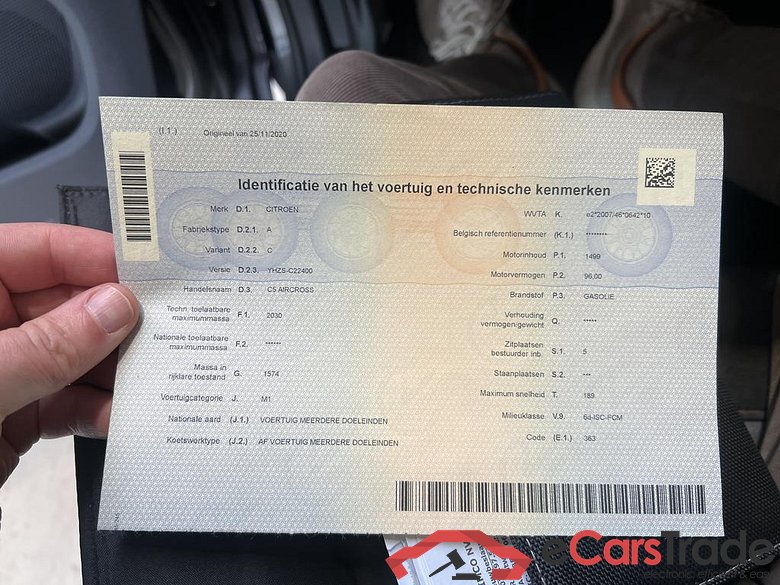 (I.1.) Origineel van 25/11/2020
Identificatie van het voertuig en technische kenmerken
Merk D.1. CITROEN
Fabriekstype D.2.1. A
Variant D.2.2. C
Versie D.2.3. YHZS-C22400
Handelsnaam D.3. C5 AIRCROSS
Techn. toelaatbare
maximummassa F.1. 2030
Nationale toelaatbare
maximummassa F.2. ******
Massa in
rijklare toestand G. 1574
Voertuigcategorie J. M1
Nationale aard (J.1.) VOERTUIG MEERDERE DOELEINDEN
Koetswerktype (J.2.) AF VOERTUIG MEERDERE DOELEINDEN
WVTA K. e2*2007/46*0642*10
Belgisch referentienummer (K.1.) ********
Motorinhoud P.1. 1499
Motorvermogen P.2. 96,00
Brandstof P.3. GASOLIE
Verhouding
vermogen/gewicht Q. *****
Zitplaatsen
bestuurder inb. S.1. 5
Staanplaatsen S.2. ***
Maximum snelheid T. 189
Milieuklasse V.9. 6d-ISC-FCM
Code (E.1.) 363
MCO NV
eCarsTrade